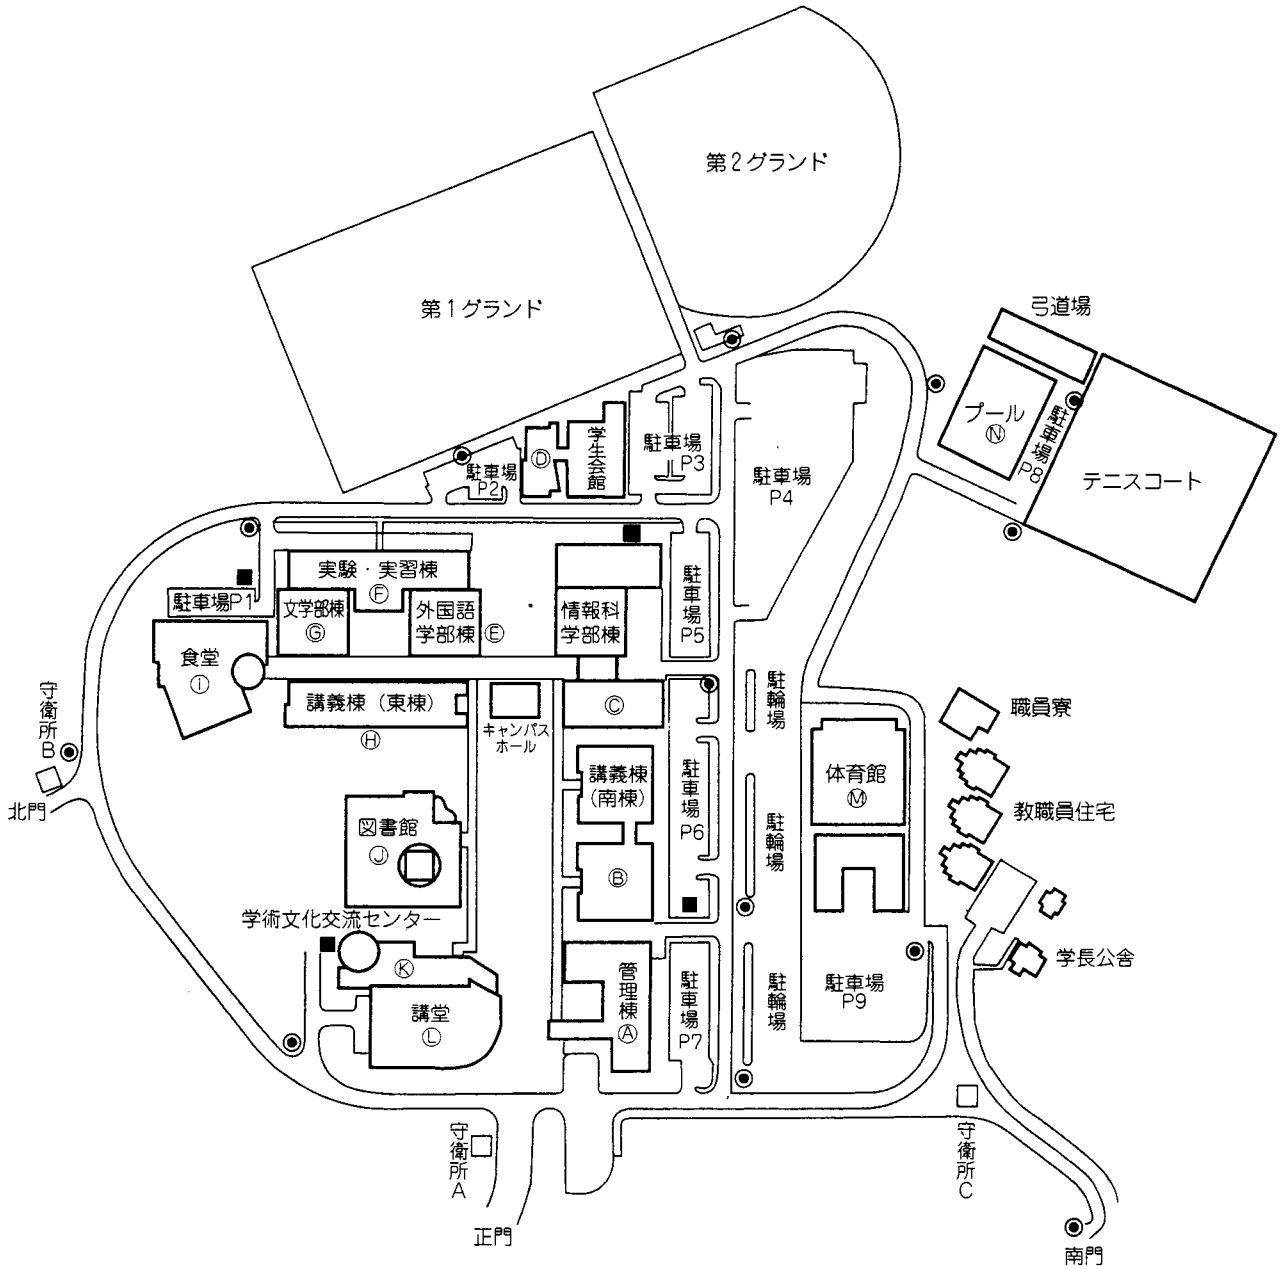 第2グランド
第1グランド
弓道場
プール
Ⓝ
駐車場
P8
テニスコート
学生会館
Ⓓ
駐車場
P2
駐車場
P3
駐車場
P4
実験・実習棟
Ⓕ
駐車場P1
文学部棟
Ⓖ
外国語
学部棟
Ⓔ
情報科
学部棟
駐車場
P5
食堂
Ⓘ
守衛所B
北門
講義棟（東棟）
Ⓗ
キャンパス
ホール
Ⓒ
駐輪場
職員寮
講義棟
（南棟）
Ⓑ
駐車場
P6
駐輪場
体育館
Ⓜ
教職員住宅
図書館
Ⓙ
学術文化交流センター
Ⓚ
講堂
Ⓛ
管理棟
Ⓐ
駐車場
P7
駐輪場
駐車場
P9
学長公舎
守衛所A
正門
守衛所C
南門